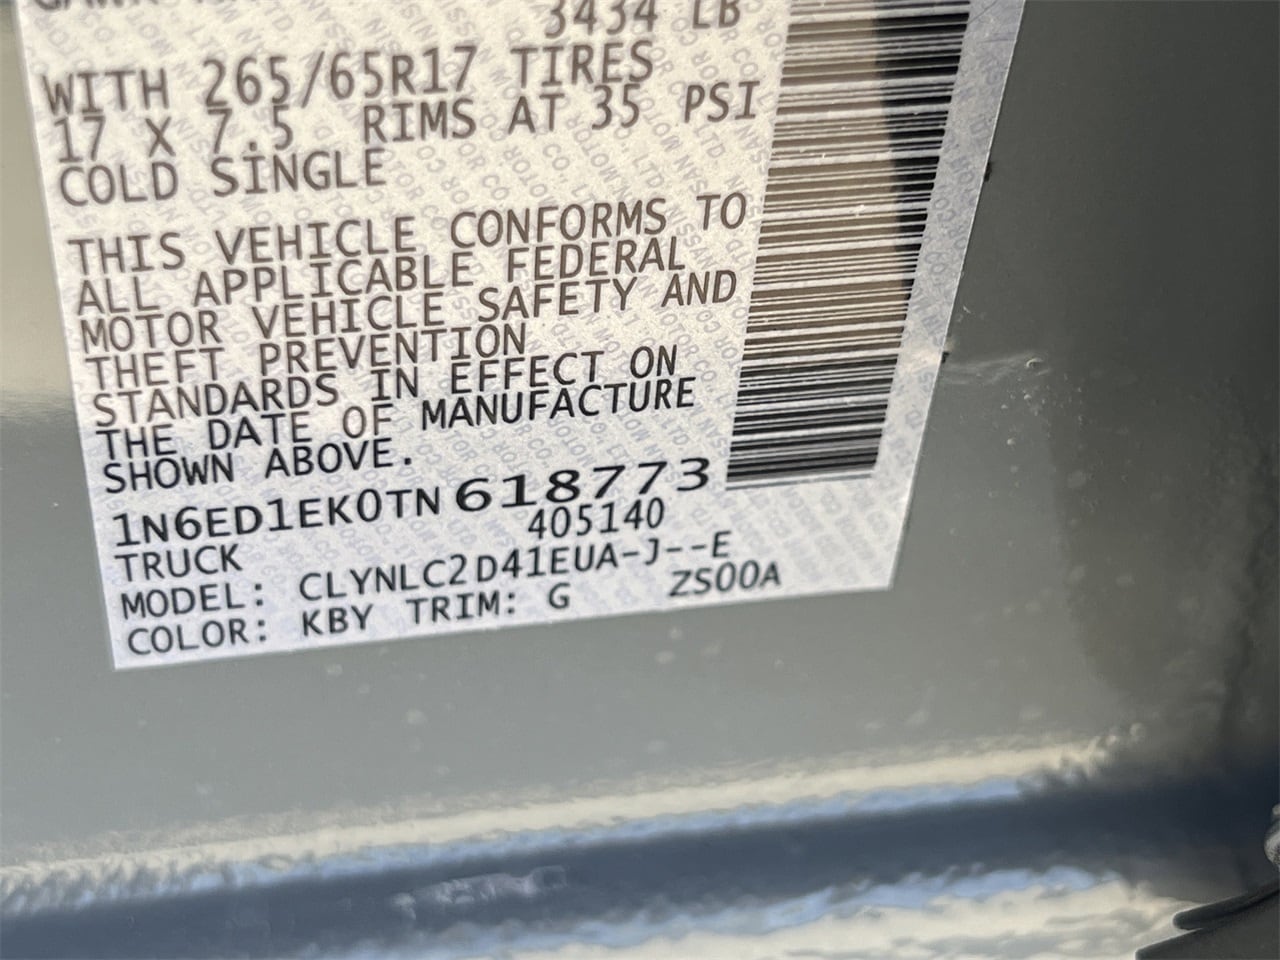 3434 LB
WITH 265/65R17 TIRES
17 X 7.5 RIMS AT 35 PSI
COLD SINGLE
THIS VEHICLE CONFORMS TO
ALL APPLICABLE FEDERAL
MOTOR VEHICLE SAFETY AND
THEFT PREVENTION
STANDARDS IN EFFECT ON
THE DATE OF MANUFACTURE
SHOWN ABOVE.
1N6ED1EK0TN618773
TRUCK 405140
MODEL: CLYNLC2D41EUA-J--E
COLOR: KBY TRIM: G ZS00A